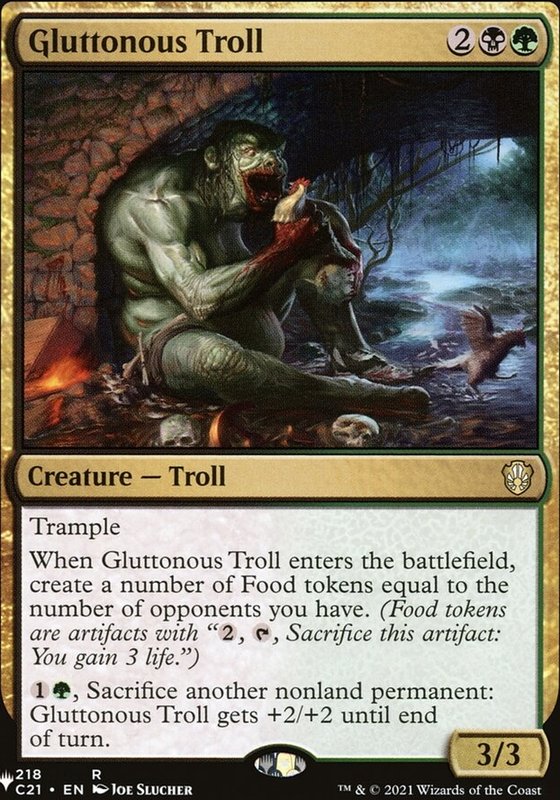 Gluttonous Troll 2
Creature — Troll
Trample
When Gluttonous Troll enters the battlefield,
create a number of Food tokens equal to the
number of opponents you have. (Food tokens
are artifacts with “2, , Sacrifice this artifact:
You gain 3 life.”)
1 , Sacrifice another nonland permanent:
Gluttonous Troll gets +2/+2 until end
of turn.
3/3
218 R
C21 • EN Joe Slucher
™ & © 2021 Wizards of the Coast